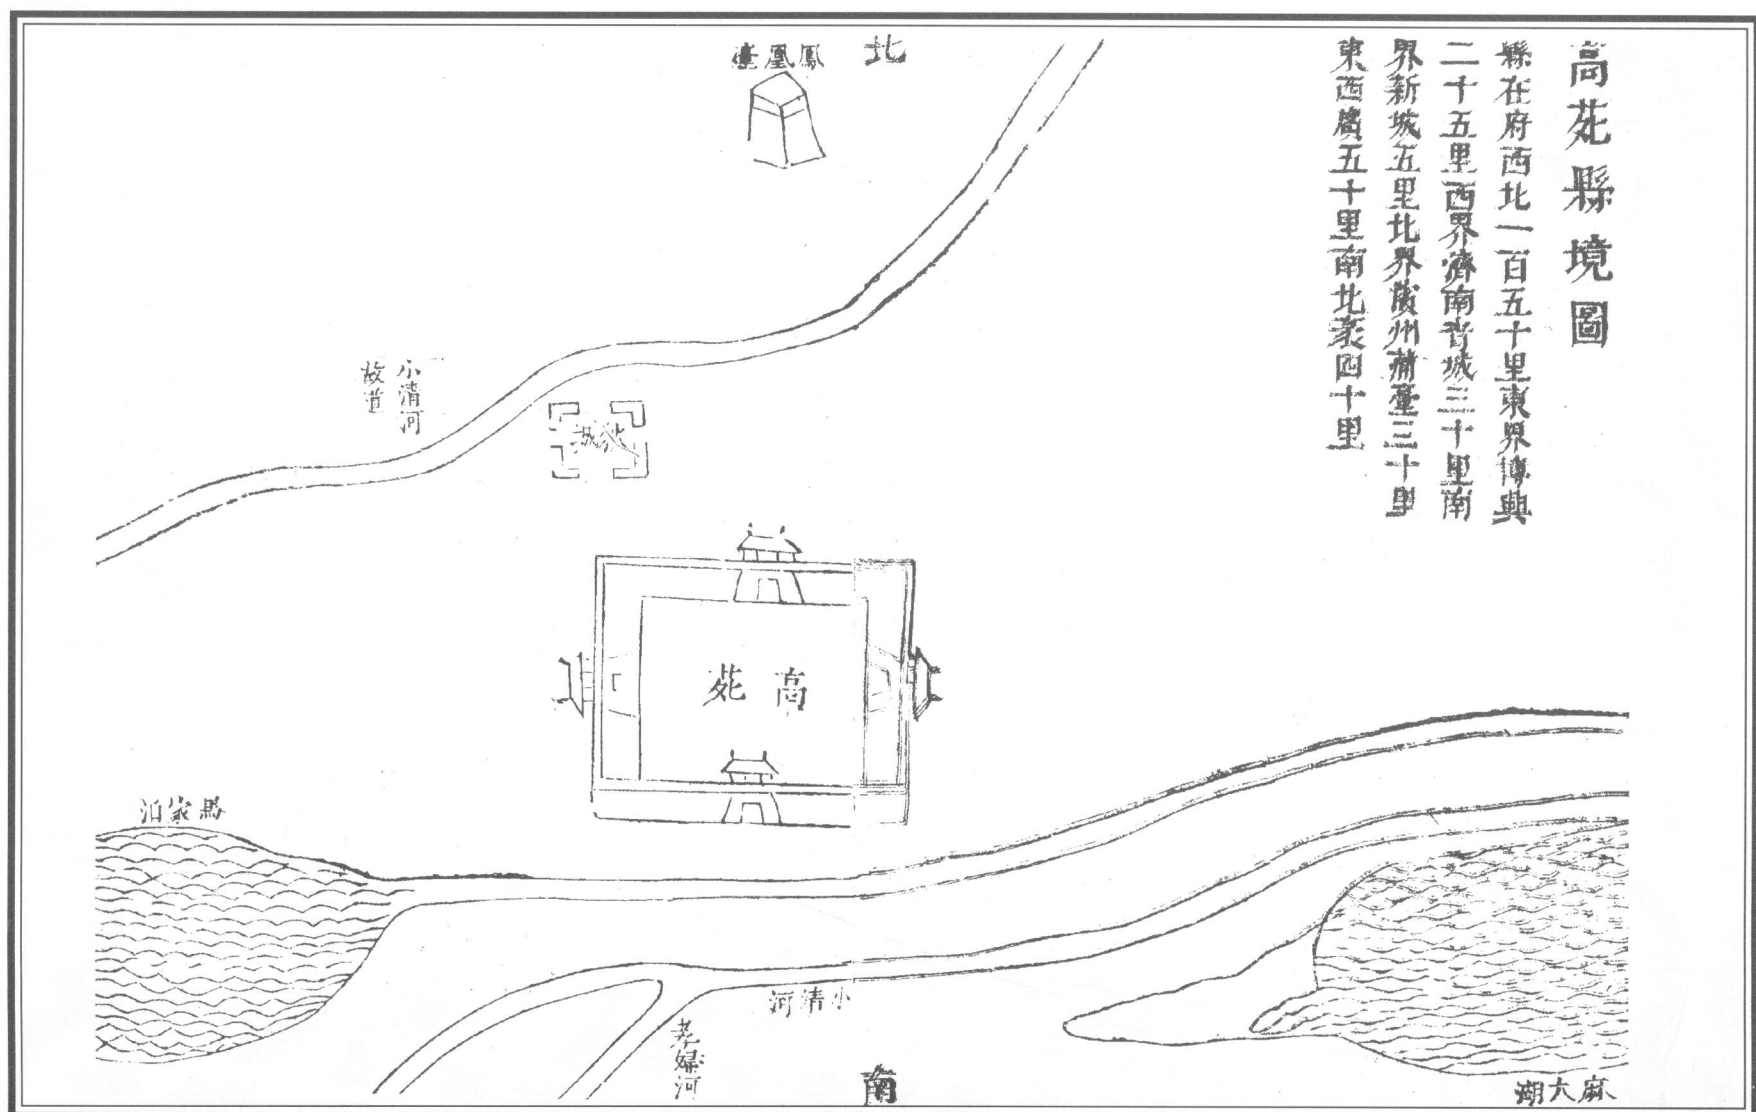 高苑縣境圖
縣在府西北一百五十里東界博興
二十五里西界濟南青城三十里南
界新城五里北界濱州蒲臺三十里
東西廣五十里南北袤四十里
北
鳳凰臺
小清河
故道
狄城
高苑
馬家泊
小清河
孝婦河
麻大湖
南